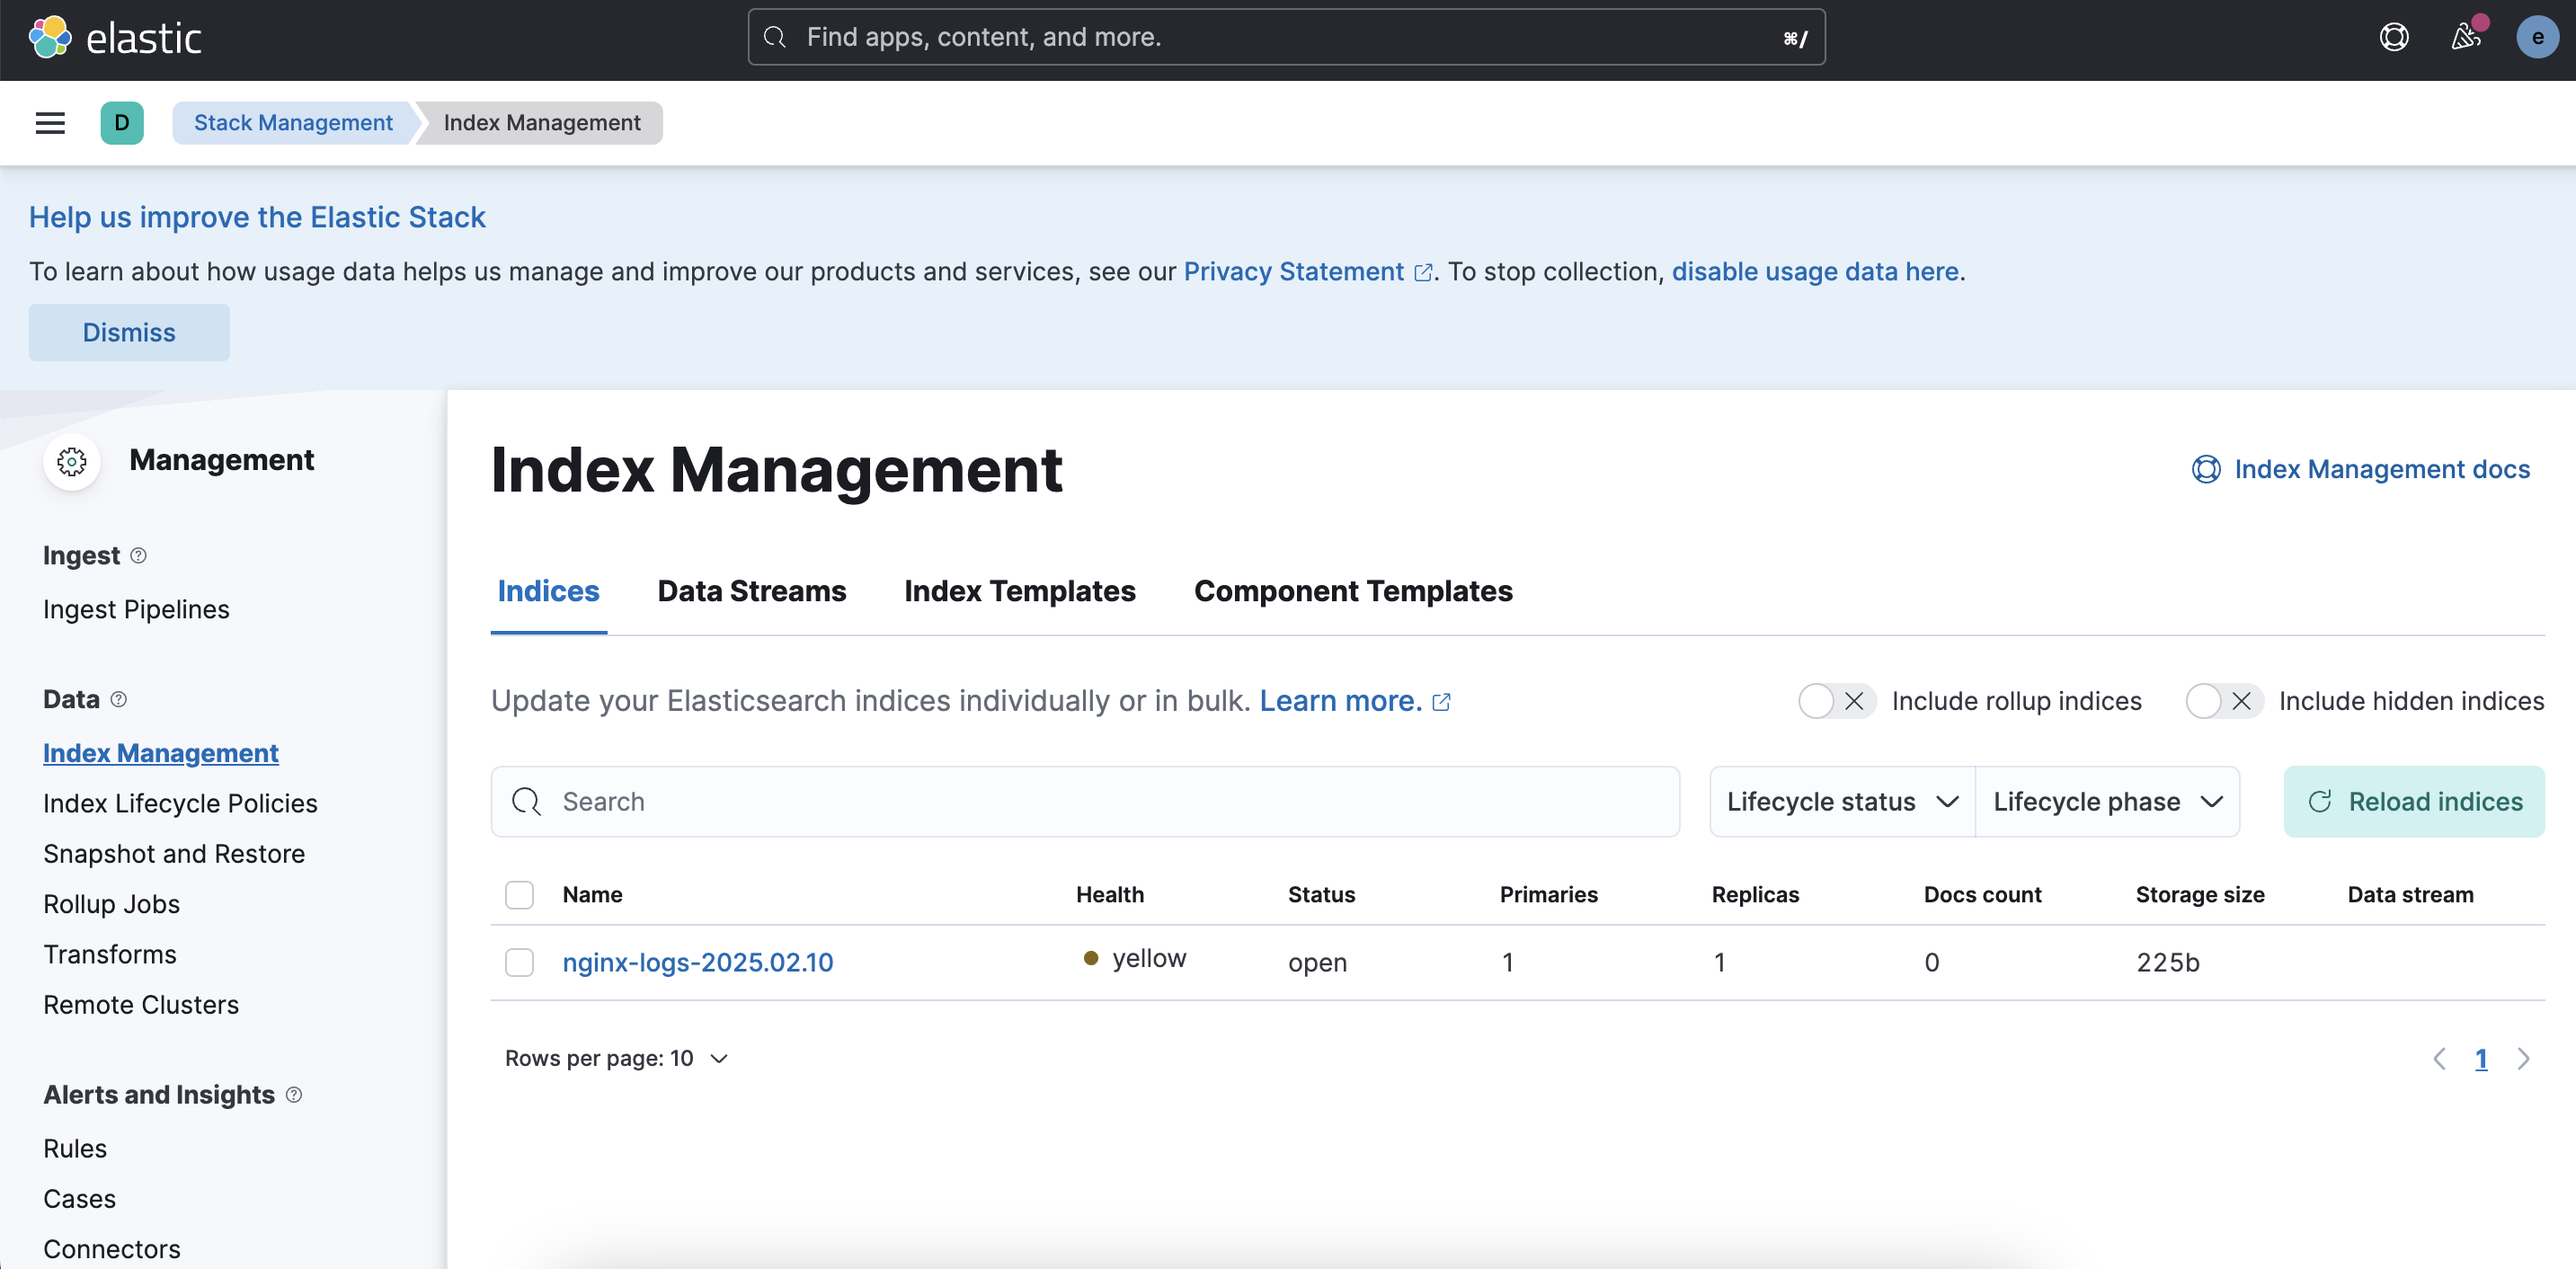 elastic
Find apps, content, and more.
⌘/
e
D
Stack Management
Index Management
Help us improve the Elastic Stack
To learn about how usage data helps us manage and improve our products and services, see our Privacy Statement. To stop collection, disable usage data here.
Dismiss
Management
Ingest
Ingest Pipelines
Data
Index Management
Index Lifecycle Policies
Snapshot and Restore
Rollup Jobs
Transforms
Remote Clusters
Alerts and Insights
Rules
Cases
Connectors
Index Management
Index Management docs
Indices Data Streams Index Templates Component Templates
Update your Elasticsearch indices individually or in bulk. Learn more.
Include rollup indices
Include hidden indices
Search
Lifecycle status
Lifecycle phase
Reload indices
Name Health Status Primaries Replicas Docs count Storage size Data stream
nginx-logs-2025.02.10 yellow open 1 1 0 225b
Rows per page: 10
1